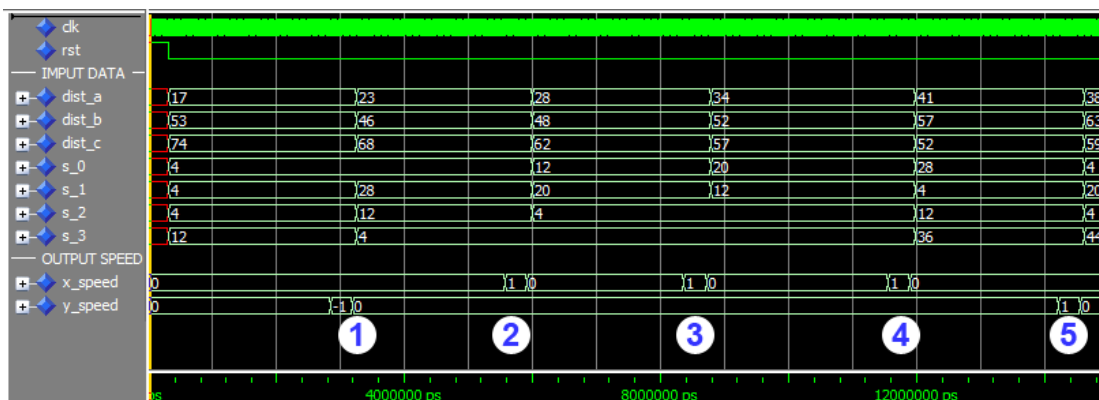 clk
rst
IMPUT DATA
dist_a 17 23 28 34 41 38
dist_b 53 46 48 52 57 63
dist_c 74 68 62 57 52 59
s_0 4 12 20 28 4
s_1 4 28 20 12 4 20
s_2 4 12 4 12 4
s_3 12 4 36 44
OUTPUT SPEED
x_speed 0 1 0 1 0 1 0
y_speed 0 -1 0 1
1 2 3 4 5
ps 4000000 ps 8000000 ps 12000000 ps